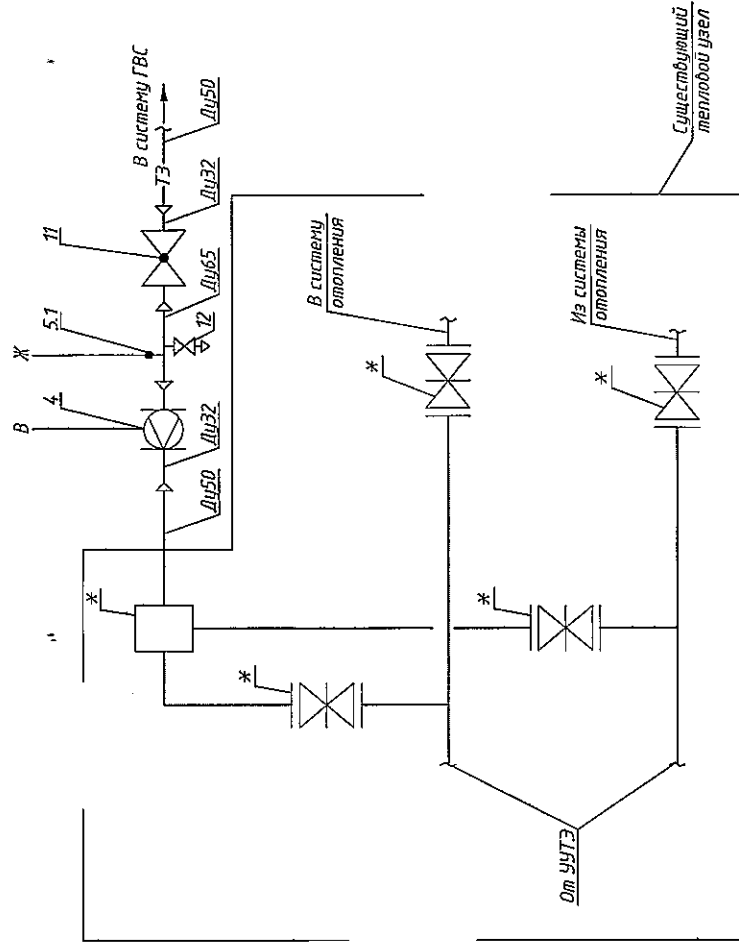 В систему ГВС
Т3
Ду50
Ду32
11
Ду65
5.1
12
Ж
4
В
Ду32
Ду50
*
*
*
*
*
В систему
отопления
Из системы
отопления
Существующий
тепловой узел
От УУТЭ